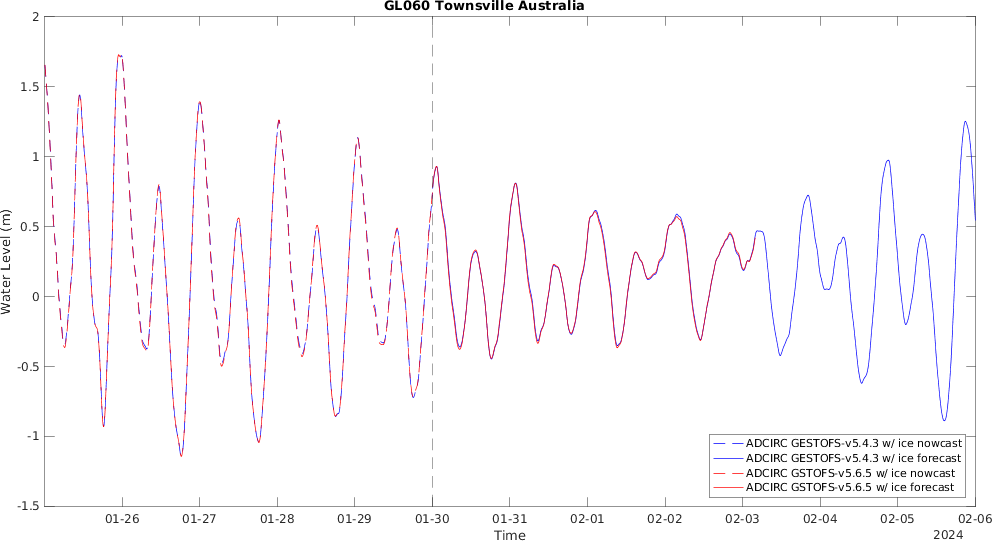 GL060 Townsville Australia
2
1.5
1
0.5
0
-0.5
-1
-1.5
Water Level (m)
01-26 01-27 01-28 01-29 01-30 01-31 02-01 02-02 02-03 02-04 02-05 02-06
Time
2024
ADCIRC GESTOFS-v5.4.3 w/ ice nowcast
ADCIRC GESTOFS-v5.4.3 w/ ice forecast
ADCIRC GSTOFS-v5.6.5 w/ ice nowcast
ADCIRC GSTOFS-v5.6.5 w/ ice forecast